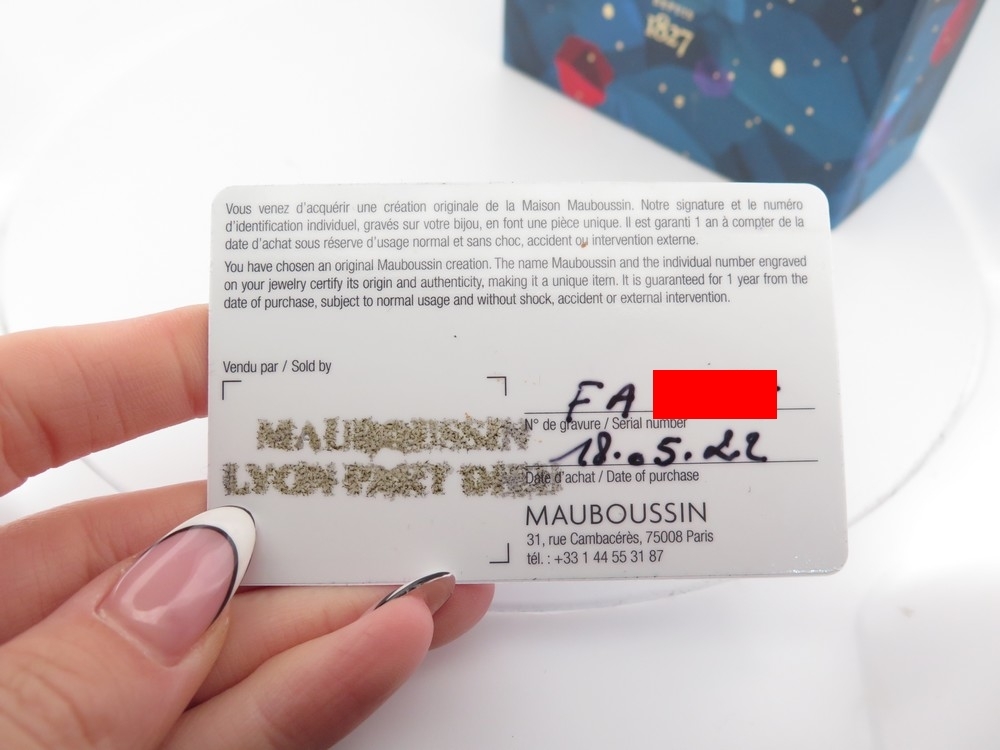 DEPUIS
1827
Vous venez d'acquérir une création originale de la Maison Mauboussin. Notre signature et le numéro
d'identification individuel, gravés sur votre bijou, en font une pièce unique. Il est garanti 1 an à compter de la
date d'achat sous réserve d'usage normal et sans choc, accident ou intervention externe.
You have chosen an original Mauboussin creation. The name Mauboussin and the individual number engraved
on your jewelry certify its origin and authenticity, making it a unique item. It is guaranteed for 1 year from the
date of purchase, subject to normal usage and without shock, accident or external intervention.
Vendu par / Sold by
MAUBOUSSIN
LYON PART DIEU
FA
N° de gravure / Serial number
18.05.22
Date d'achat / Date of purchase
MAUBOUSSIN
31, rue Cambacérès, 75008 Paris
tél. : +33 1 44 55 31 87